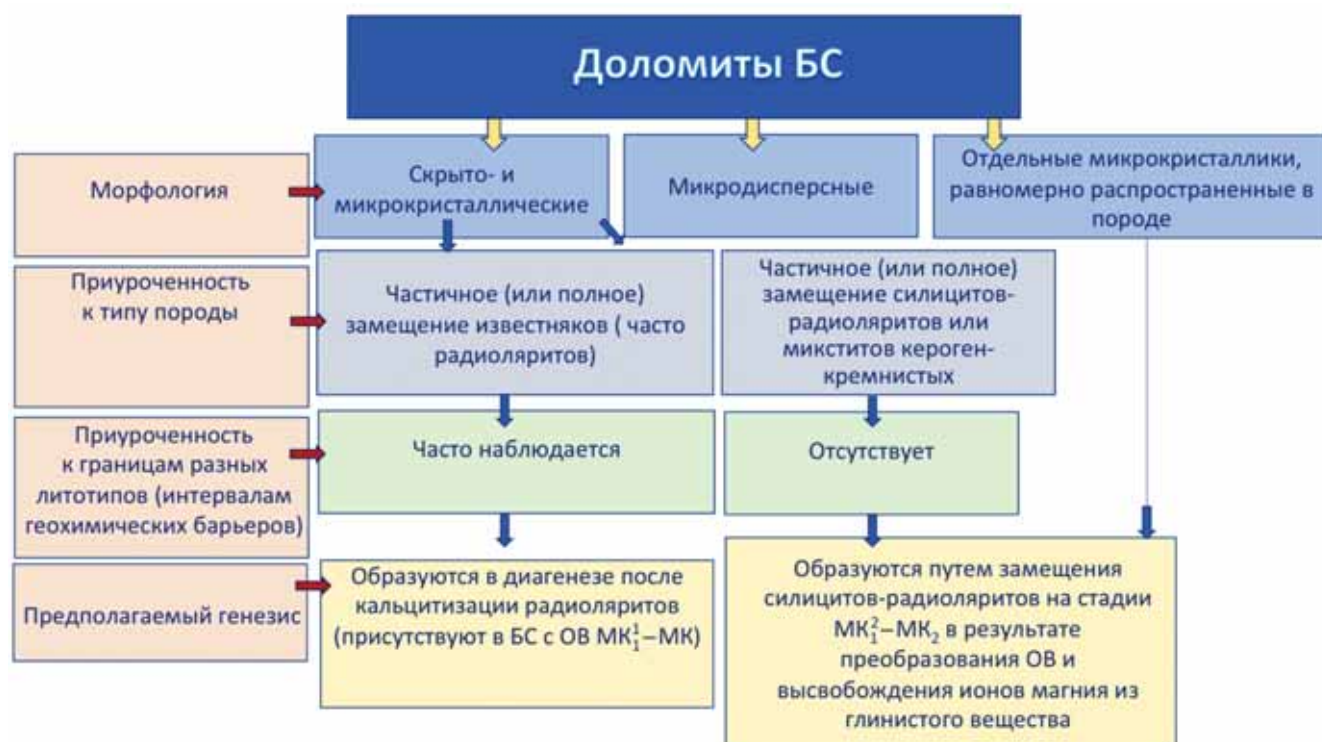 Доломиты БС
Морфология
Скрыто- и
микрокристаллические
Микродисперсные
Отдельные микрокристаллики,
равномерно распространенные в
породе
Приуроченность
к типу породы
Частичное (или полное)
замещение известняков ( часто
радиоляритов)
Частичное (или полное)
замещение силицитов-
радиоляритов или
микститов кероген-
кремнистых
Приуроченность
к границам разных
литотипов (интервалам
геохимических барьеров)
Часто наблюдается
Отсутствует
Предполагаемый генезис
Образуются в диагенезе после
кальцитизации радиоляритов
(присутствуют в БС с ОВ МК₁¹–МК)
Образуются путем замещения
силицитов-радиоляритов на стадии
МК₁²–МК₂ в результате
преобразования ОВ и
высвобождения ионов магния из
глинистого вещества